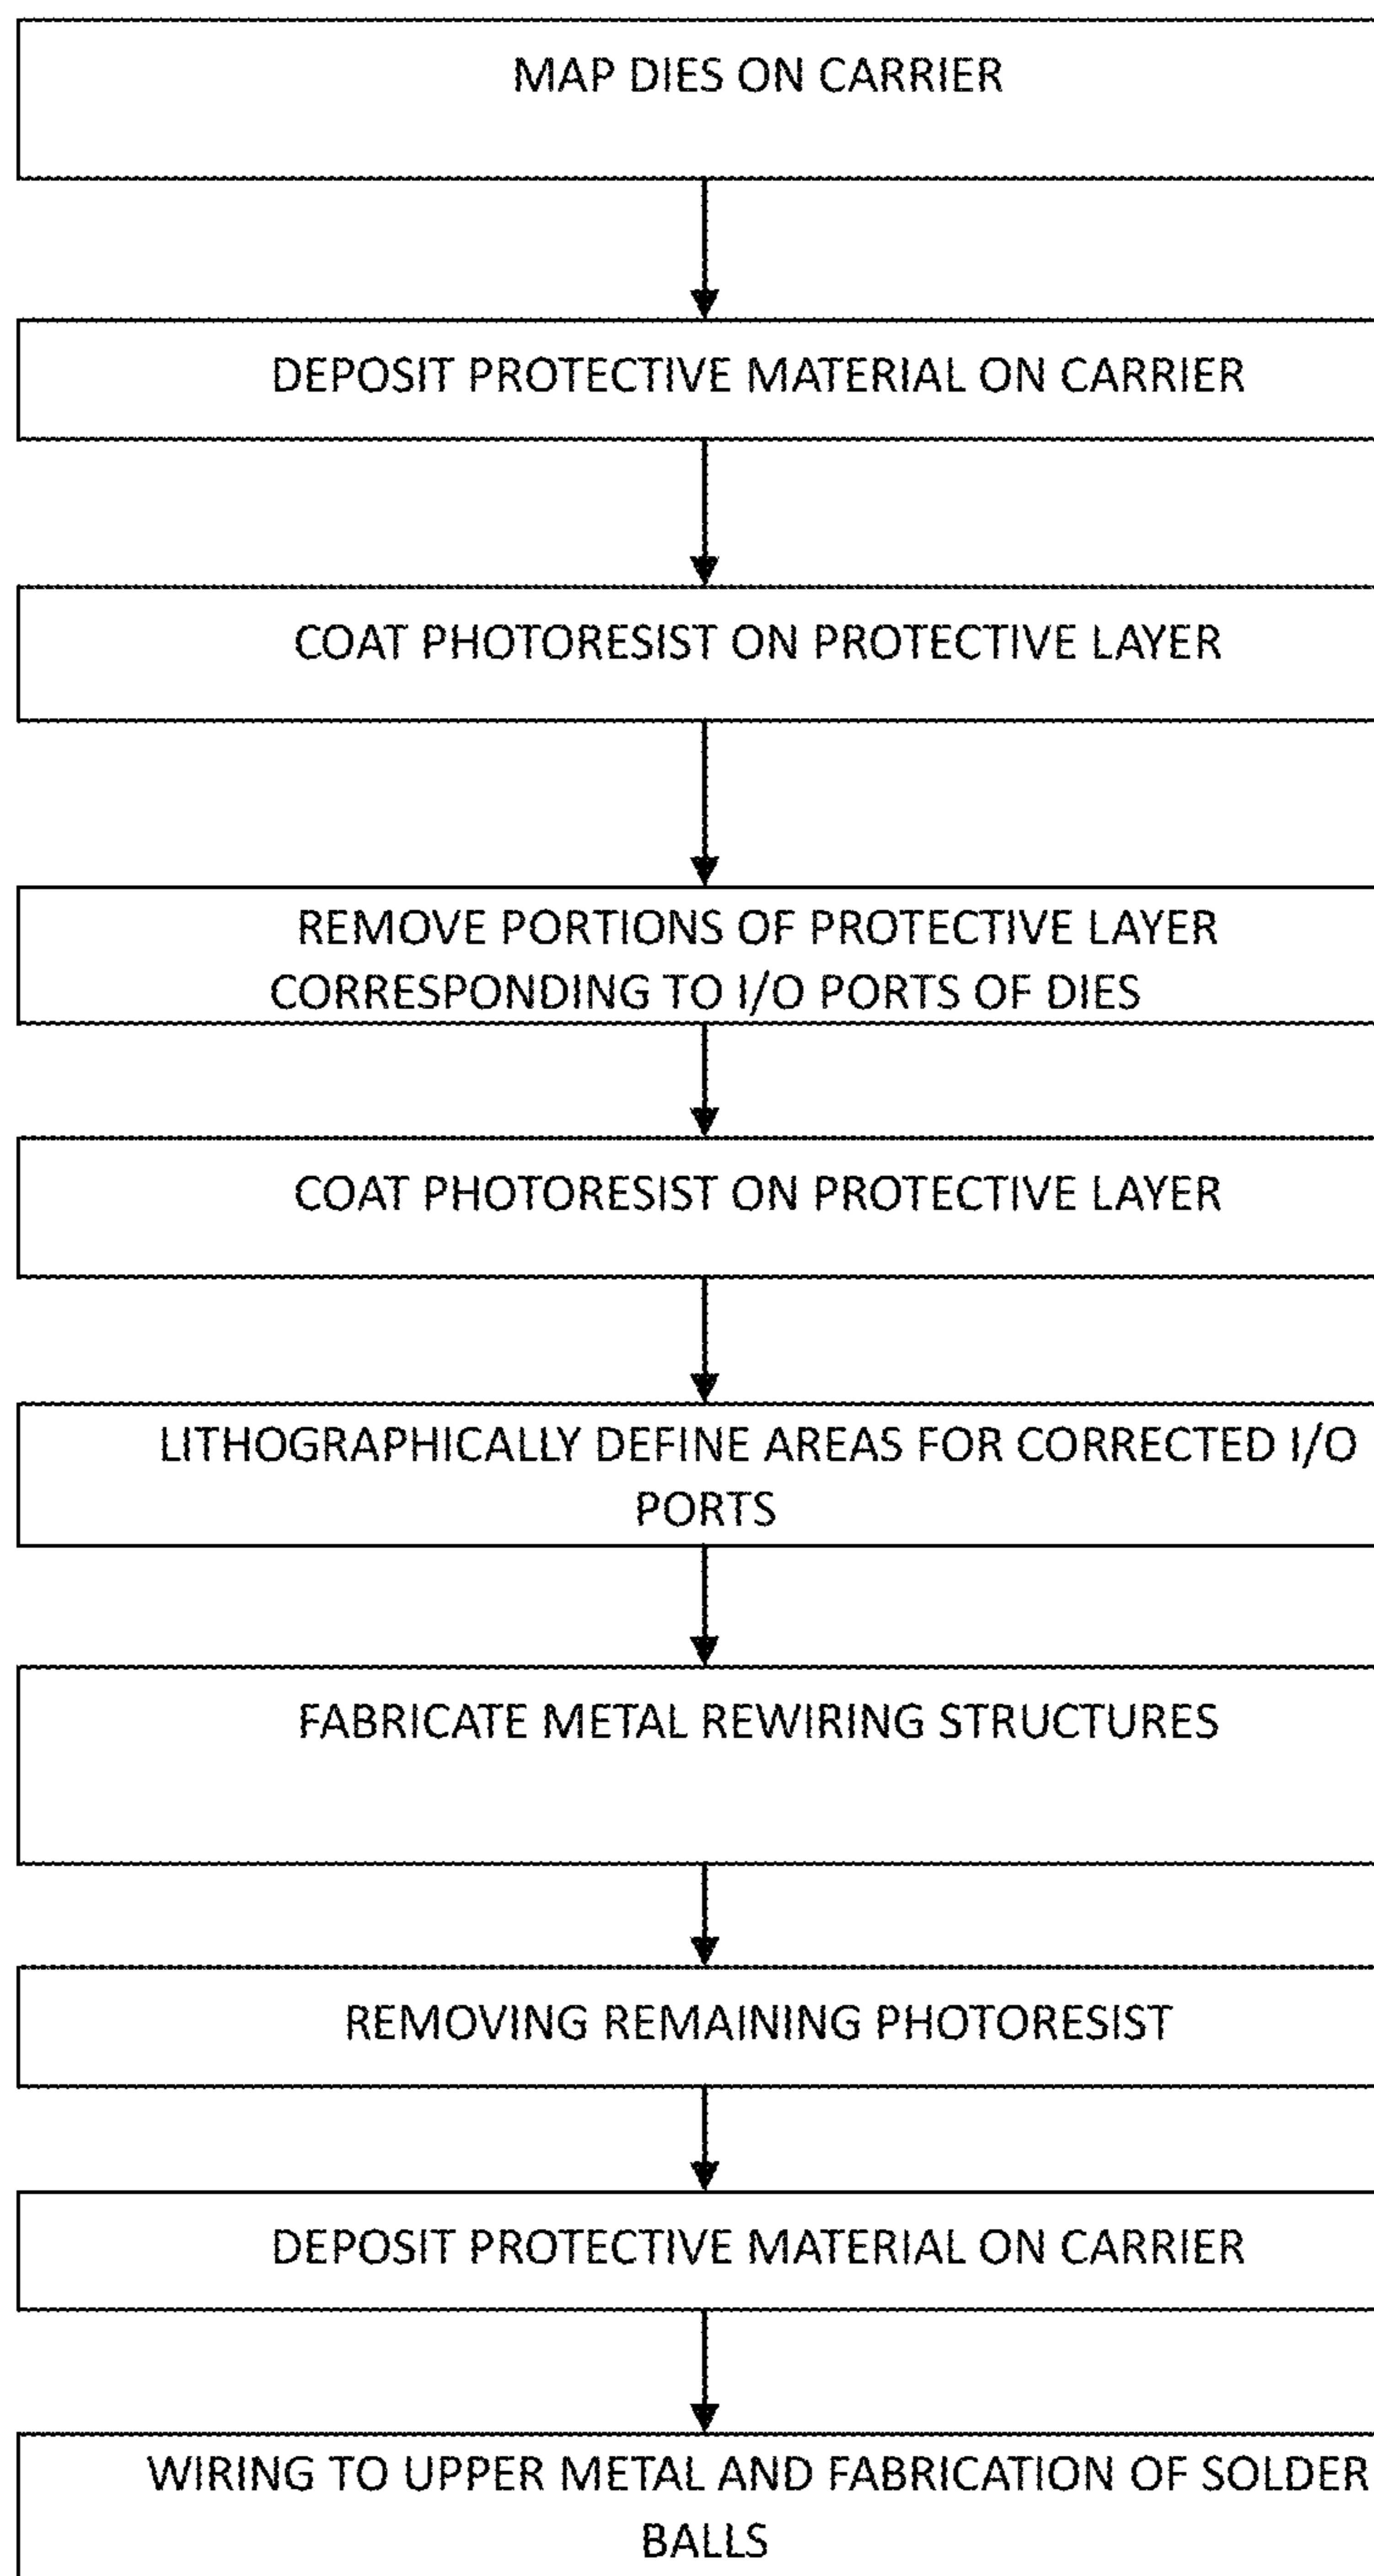 MAP DIES ON CARRIER
DEPOSIT PROTECTIVE MATERIAL ON CARRIER
COAT PHOTORESIST ON PROTECTIVE LAYER
REMOVE PORTIONS OF PROTECTIVE LAYER
CORRESPONDING TO I/O PORTS OF DIES
COAT PHOTORESIST ON PROTECTIVE LAYER
LITHOGRAPHICALLY DEFINE AREAS FOR CORRECTED I/O
PORTS
FABRICATE METAL REWIRING STRUCTURES
REMOVING REMAINING PHOTORESIST
DEPOSIT PROTECTIVE MATERIAL ON CARRIER
WIRING TO UPPER METAL AND FABRICATION OF SOLDER
BALLS